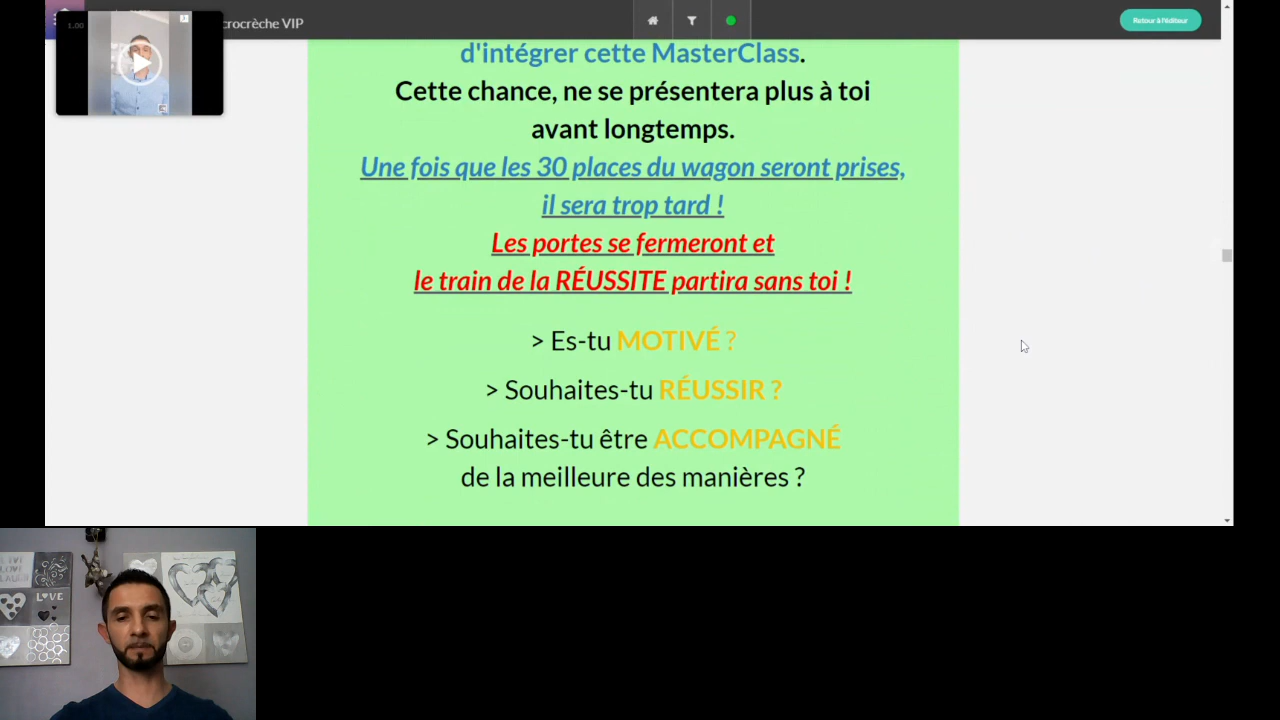 1.00
crocrèche VIP
Retour à l'éditeur
d'intégrer cette MasterClass.
Cette chance, ne se présentera plus à toi
avant longtemps.
Une fois que les 30 places du wagon seront prises,
il sera trop tard !
Les portes se fermeront et
le train de la RÉUSSITE partira sans toi !
> Es-tu MOTIVÉ ?
> Souhaites-tu RÉUSSIR ?
> Souhaites-tu être ACCOMPAGNÉ
de la meilleure des manières ?
LOVE